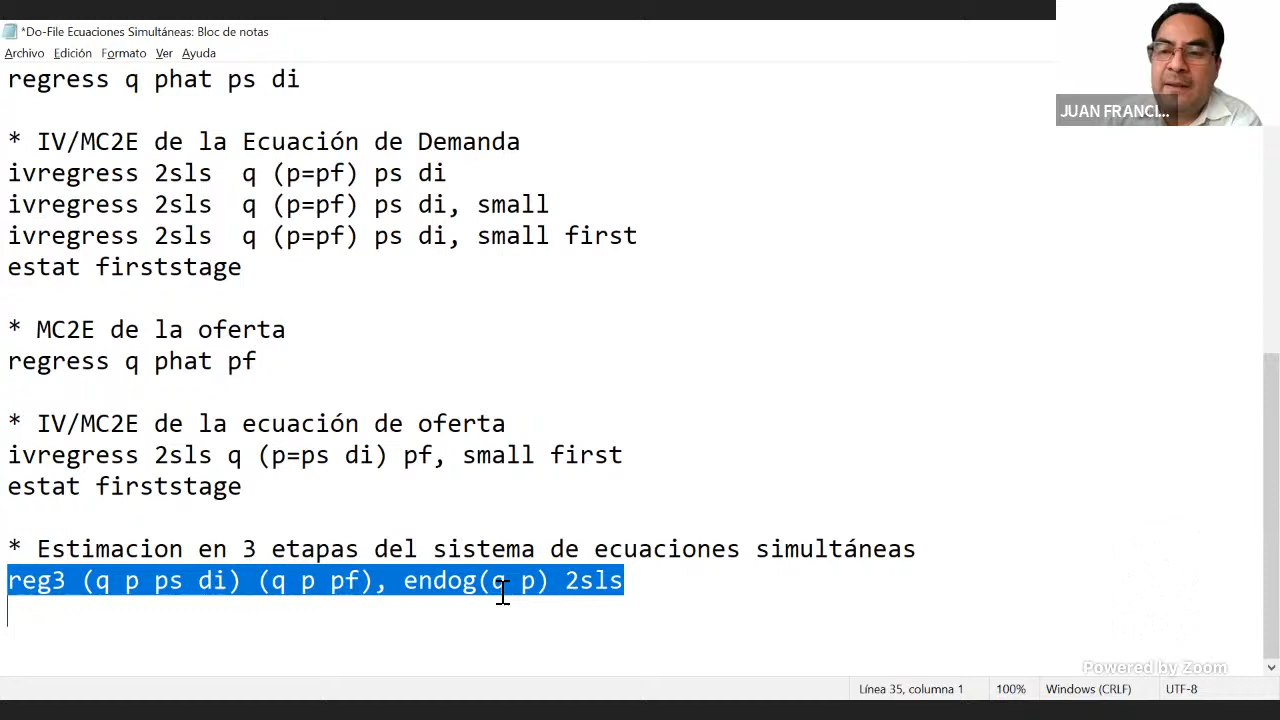 *Do-File Ecuaciones Simultáneas: Bloc de notas
Archivo Edición Formato Ver Ayuda
regress q phat ps di
* IV/MC2E de la Ecuación de Demanda
ivregress 2sls  q (p=pf) ps di
ivregress 2sls  q (p=pf) ps di, small
ivregress 2sls  q (p=pf) ps di, small first
estat firststage
* MC2E de la oferta
regress q phat pf
* IV/MC2E de la ecuación de oferta
ivregress 2sls q (p=ps di) pf, small first
estat firststage
* Estimacion en 3 etapas del sistema de ecuaciones simultáneas
reg3 (q p ps di) (q p pf), endog(q p) 2sls
JUAN FRANCI...
Powered by Zoom
Línea 35, columna 1 100% Windows (CRLF) UTF-8